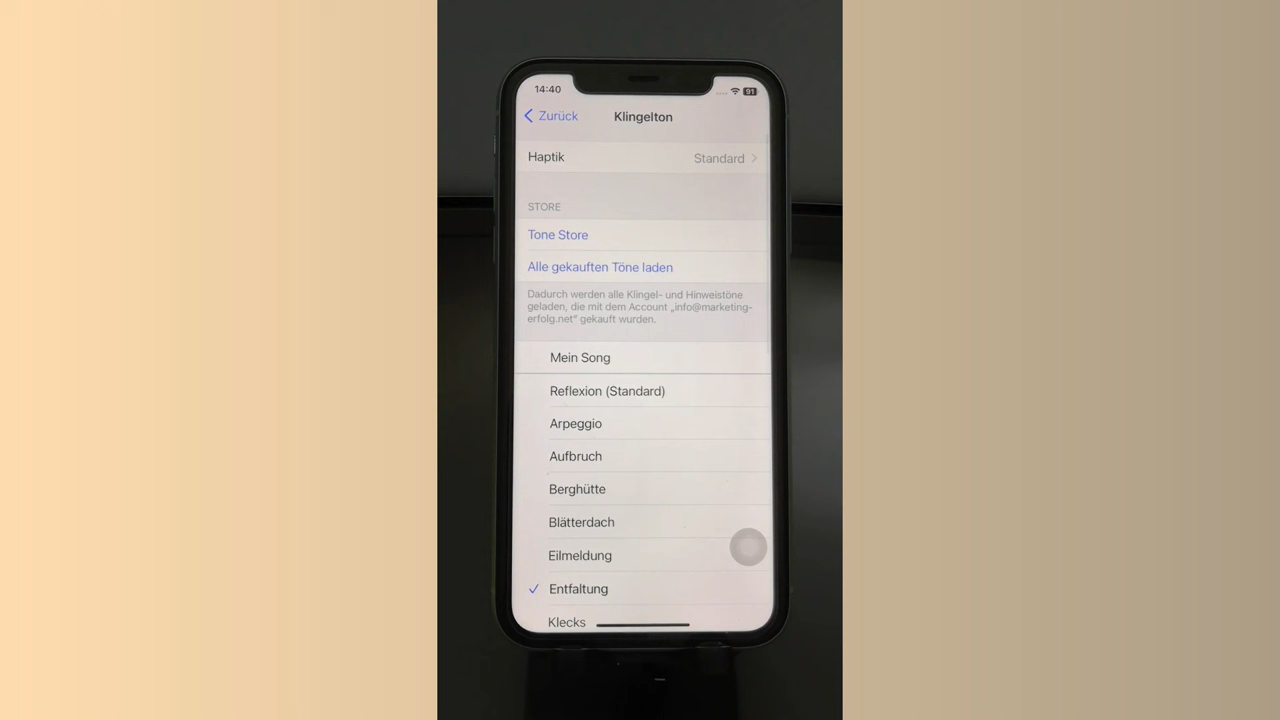 14:40
91
Zurück
Klingelton
Haptik
Standard
STORE
Tone Store
Alle gekauften Töne laden
Dadurch werden alle Klingel- und Hinweistöne
geladen, die mit dem Account „info@marketing-
erfolg.net“ gekauft wurden.
Mein Song
Reflexion (Standard)
Arpeggio
Aufbruch
Berghütte
Blätterdach
Eilmeldung
Entfaltung
Klecks